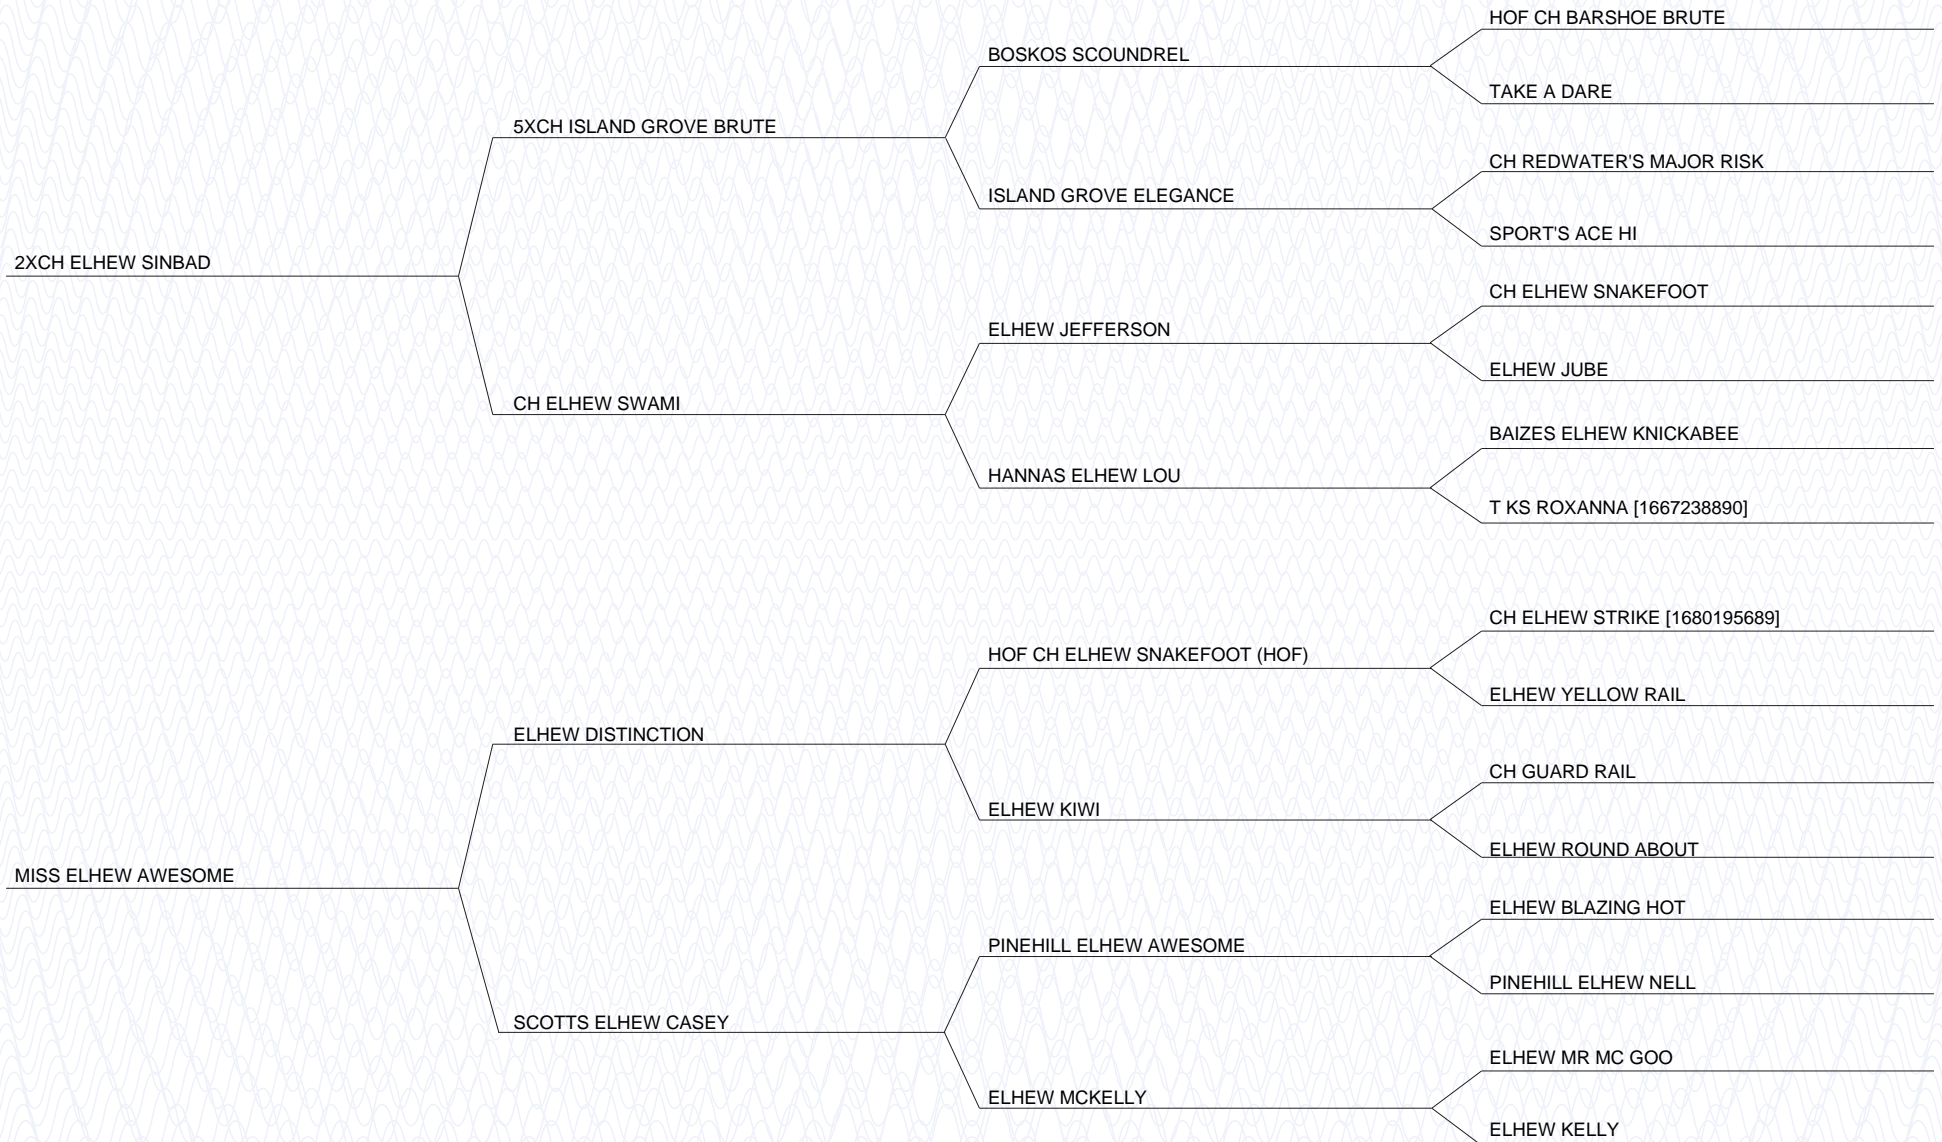 HOF CH BARSHOE BRUTE
BOSKOS SCOUNDREL
TAKE A DARE
5XCH ISLAND GROVE BRUTE
CH REDWATER'S MAJOR RISK
ISLAND GROVE ELEGANCE
SPORT'S ACE HI
2XCH ELHEW SINBAD
CH ELHEW SNAKEFOOT
ELHEW JEFFERSON
ELHEW JUBE
CH ELHEW SWAMI
BAIZES ELHEW KNICKABEE
HANNAS ELHEW LOU
T KS ROXANNA [1667238890]
CH ELHEW STRIKE [1680195689]
HOF CH ELHEW SNAKEFOOT (HOF)
ELHEW YELLOW RAIL
ELHEW DISTINCTION
CH GUARD RAIL
ELHEW KIWI
ELHEW ROUND ABOUT
MISS ELHEW AWESOME
ELHEW BLAZING HOT
PINEHILL ELHEW AWESOME
PINEHILL ELHEW NELL
SCOTTS ELHEW CASEY
ELHEW MR MC GOO
ELHEW MCKELLY
ELHEW KELLY